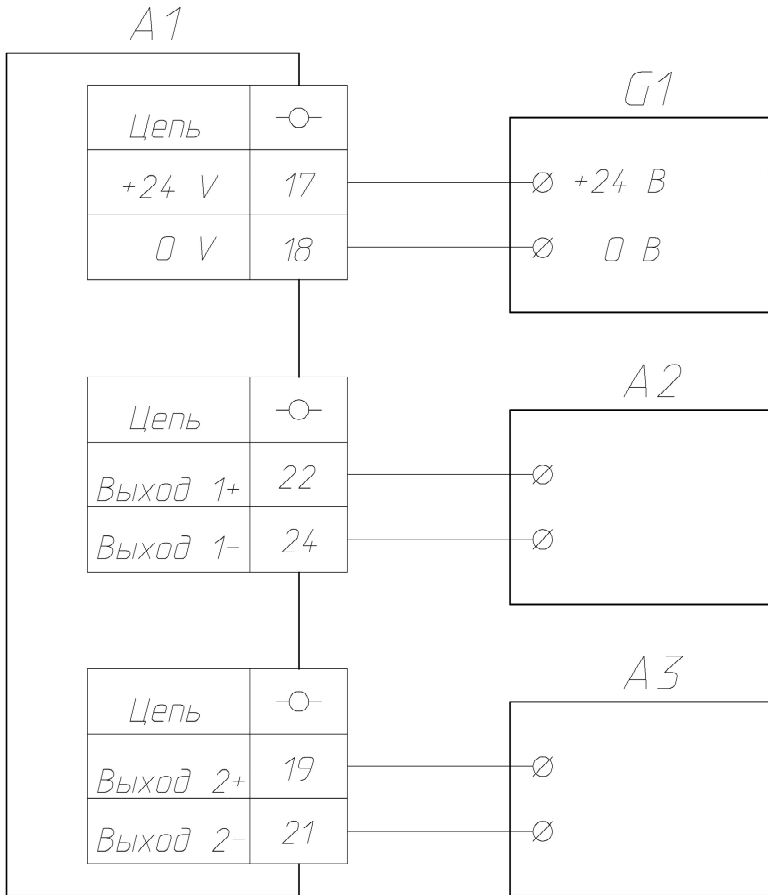 A1
G1
Цепь
+24 V 17
0 V 18
+24 В
0 В
A2
Цепь
Выход 1+ 22
Выход 1- 24
A3
Цепь
Выход 2+ 19
Выход 2- 21